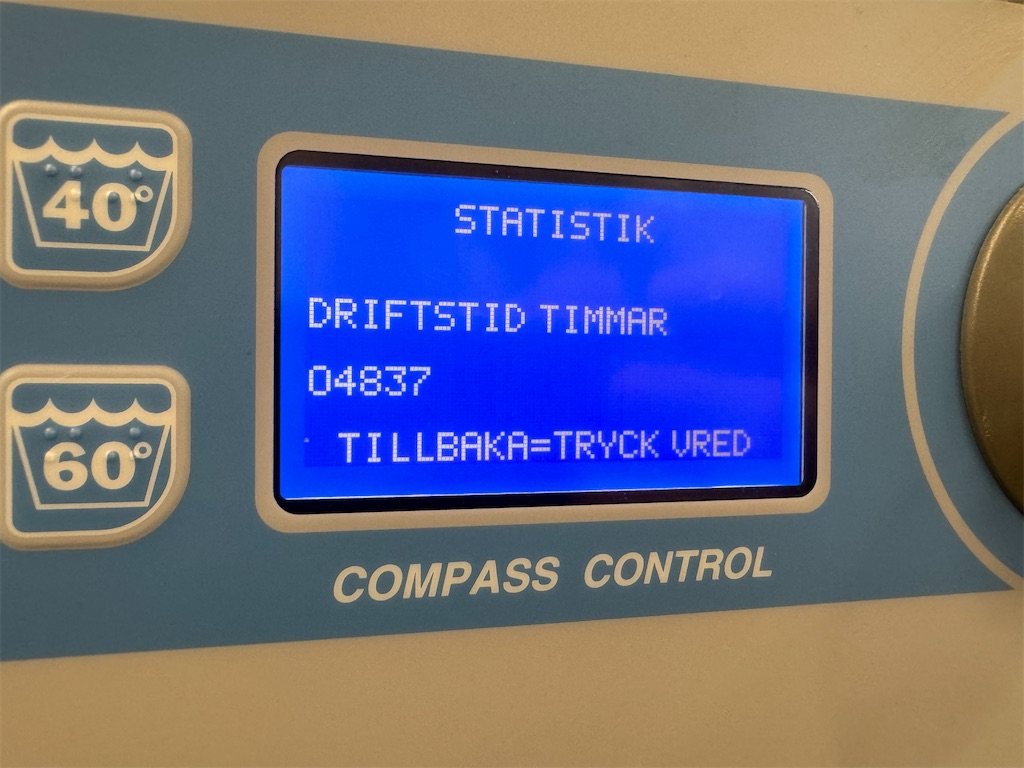 40°
60°
STATISTIK
DRIFTSTID TIMMAR
04837
TILLBAKA=TRYCK VRED
COMPASS CONTROL